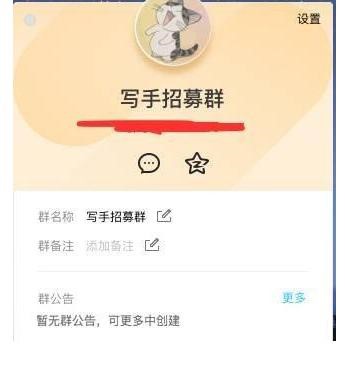 设置
写手招募群
群名称 写手招募群
群备注 添加备注
群公告 更多
暂无群公告，可更多中创建